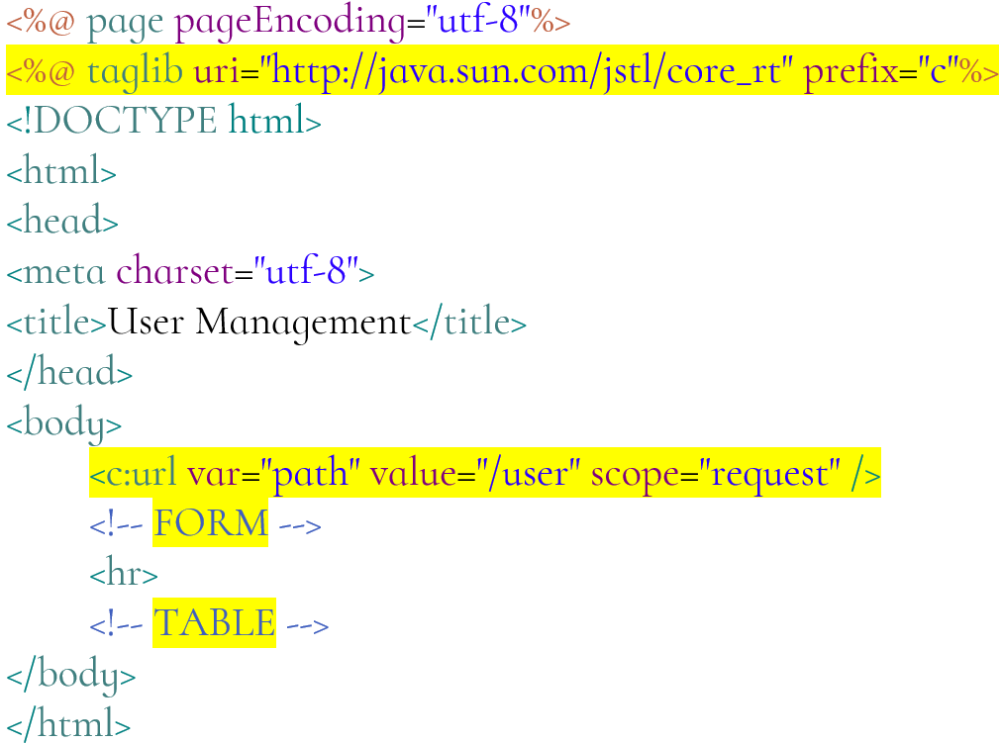 <%@ page pageEncoding="utf-8"%>
<%@ taglib uri="http://java.sun.com/jstl/core_rt" prefix="c"%>
<!DOCTYPE html>
<html>
<head>
<meta charset="utf-8">
<title>User Management</title>
</head>
<body>
<c:url var="path" value="/user" scope="request" />
<!-- FORM -->
<hr>
<!-- TABLE -->
</body>
</html>